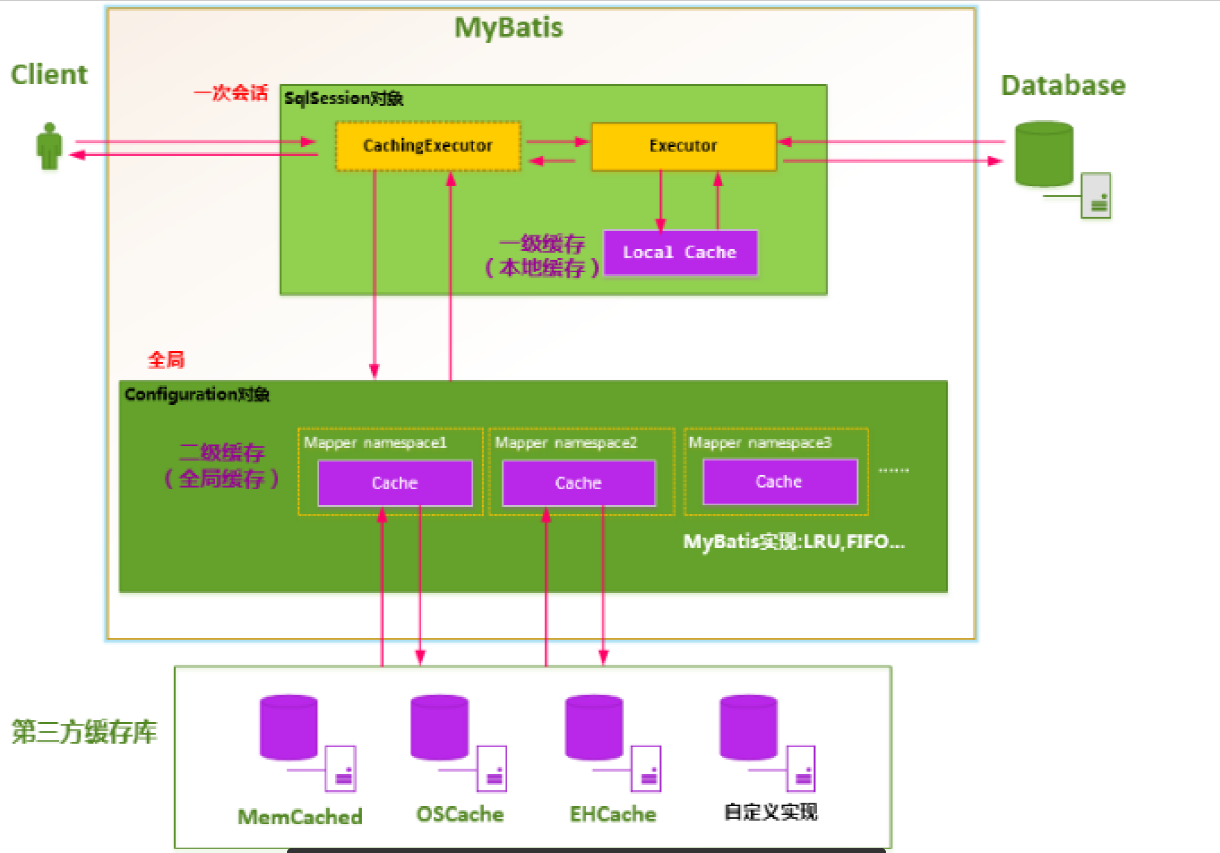 MyBatis
Client
Database
一次会话
SqlSession对象
CachingExecutor
Executor
一级缓存
（本地缓存）
Local Cache
全局
Configuration对象
二级缓存
（全局缓存）
Mapper namespace1
Cache
Mapper namespace2
Cache
Mapper namespace3
Cache
......
MyBatis实现:LRU,FIFO...
第三方缓存库
MemCached
OSCache
EHCache
自定义实现